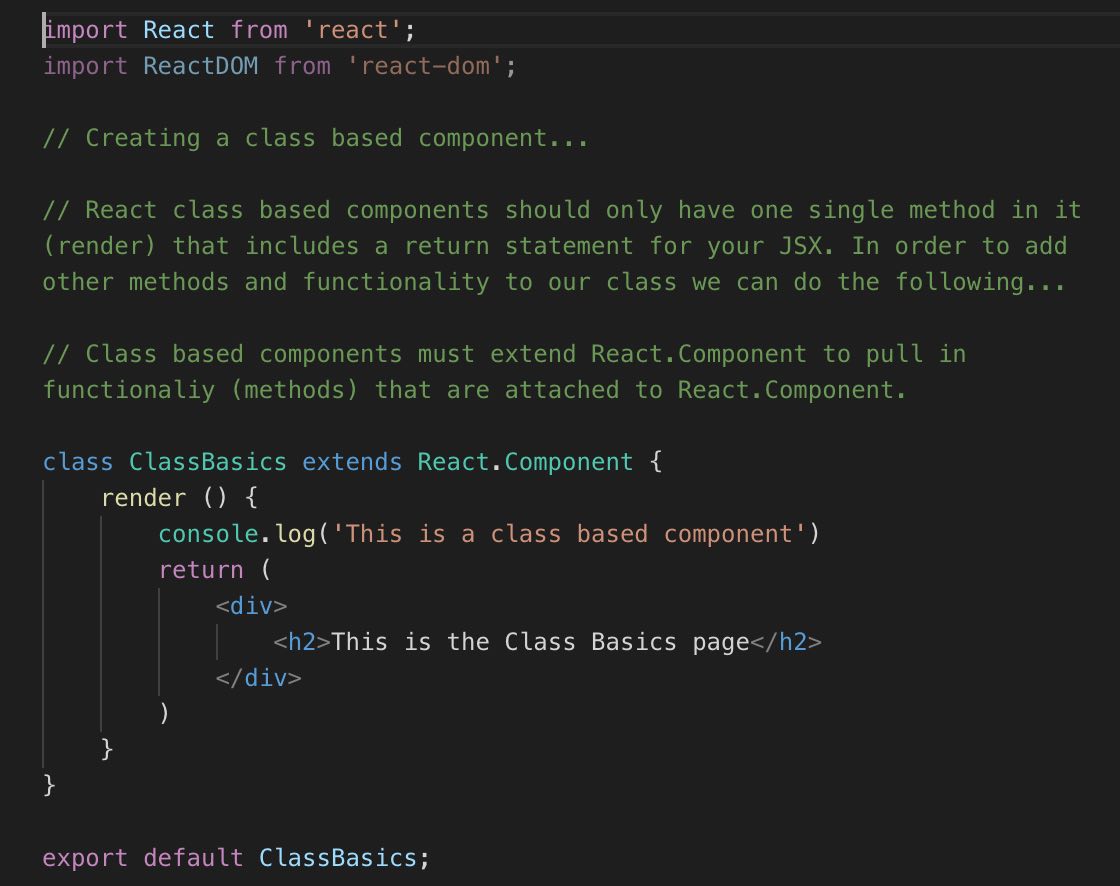 import React from 'react';
import ReactDOM from 'react-dom';
// Creating a class based component...
// React class based components should only have one single method in it
(render) that includes a return statement for your JSX. In order to add
other methods and functionality to our class we can do the following...
// Class based components must extend React.Component to pull in
functionaliy (methods) that are attached to React.Component.
class ClassBasics extends React.Component {
    render () {
        console.log('This is a class based component')
        return (
            <div>
                <h2>This is the Class Basics page</h2>
            </div>
        )
    }
}
export default ClassBasics;